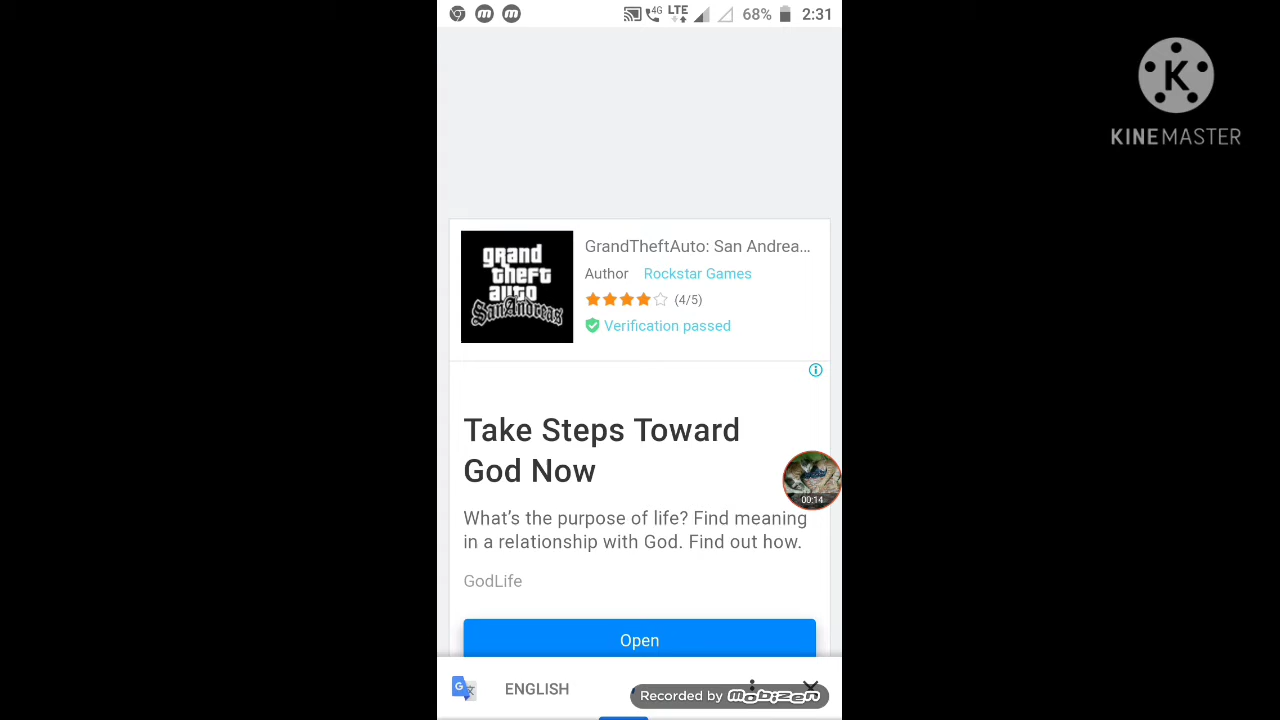 4G LTE 68% 2:31
K
KINEMASTER
grand
theft
auto
San Andreas
GrandTheftAuto: San Andrea...
Author Rockstar Games
(4/5)
Verification passed
Take Steps Toward
God Now
00:14
What's the purpose of life? Find meaning
in a relationship with God. Find out how.
GodLife
Open
G ENGLISH
Recorded by mobizen